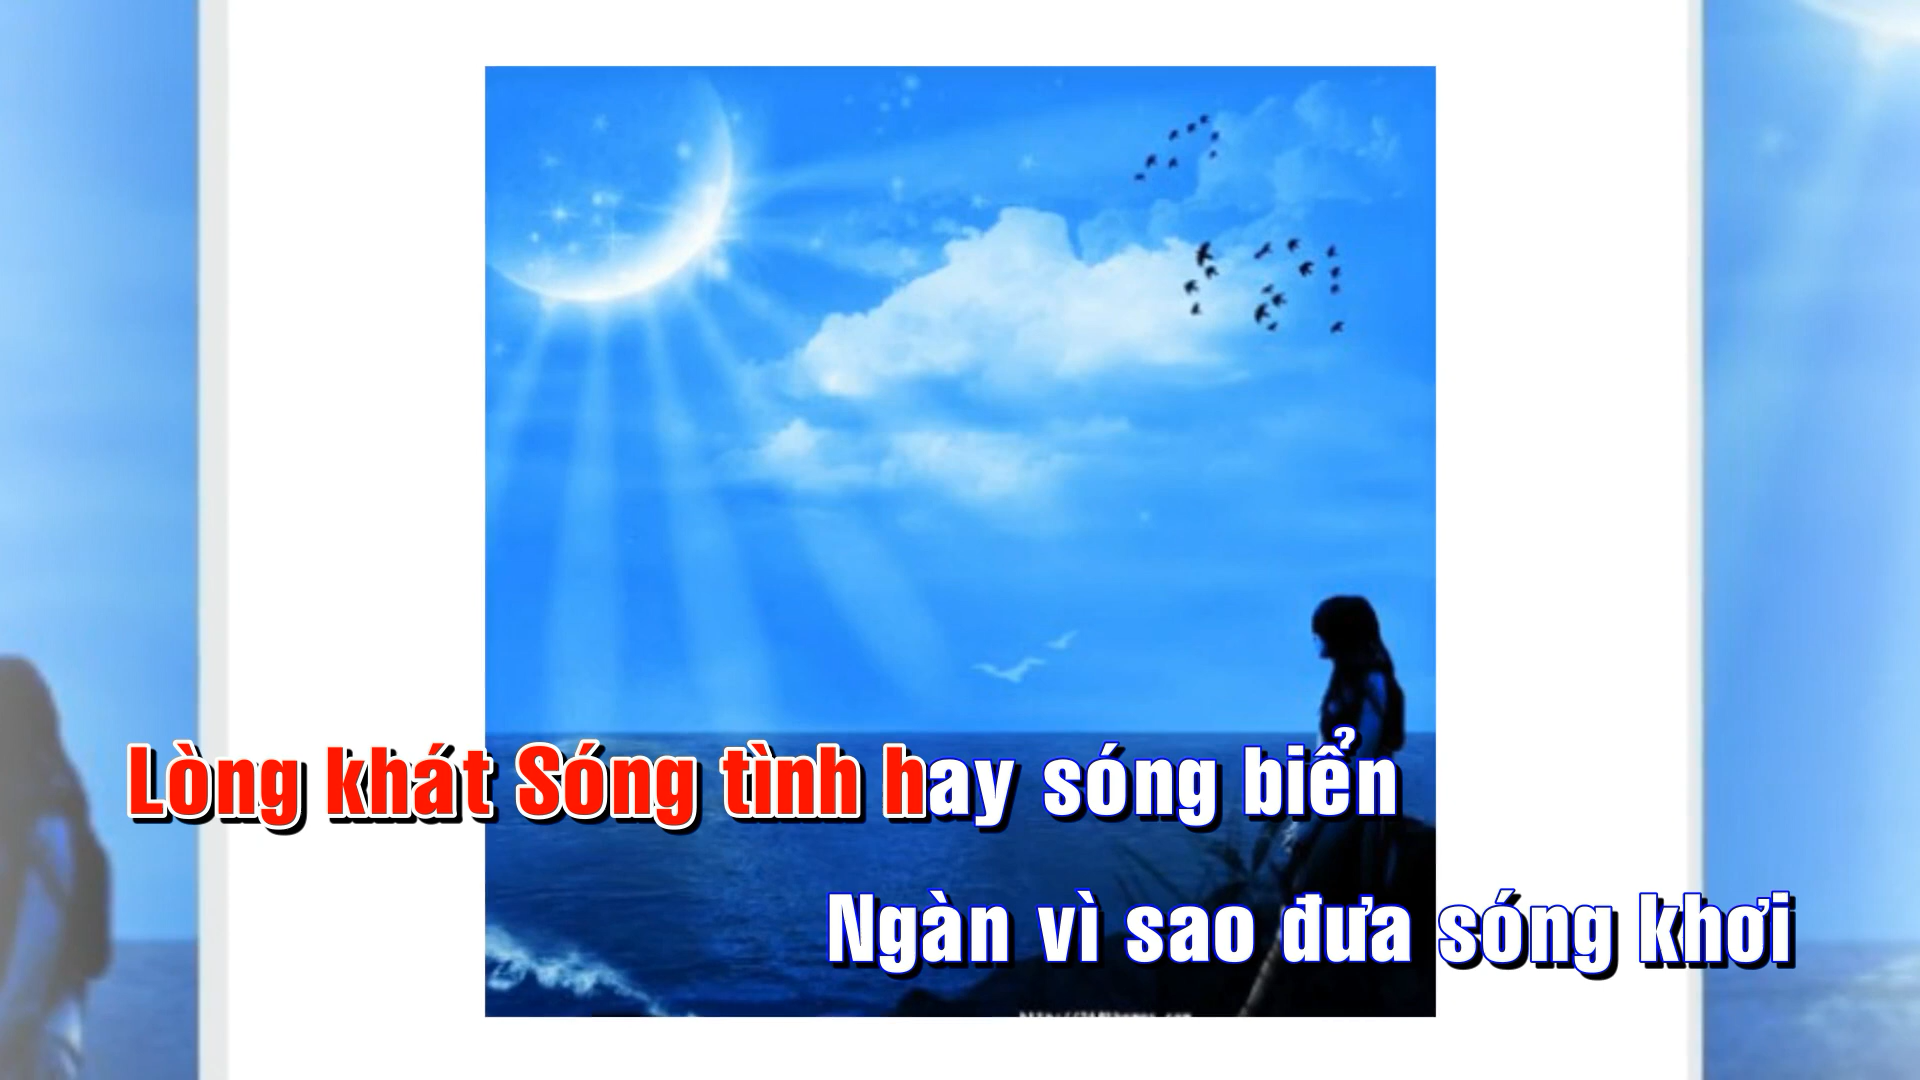 Lòng khát Sóng tình hay sóng biển
Ngàn vì sao đưa sóng khơi